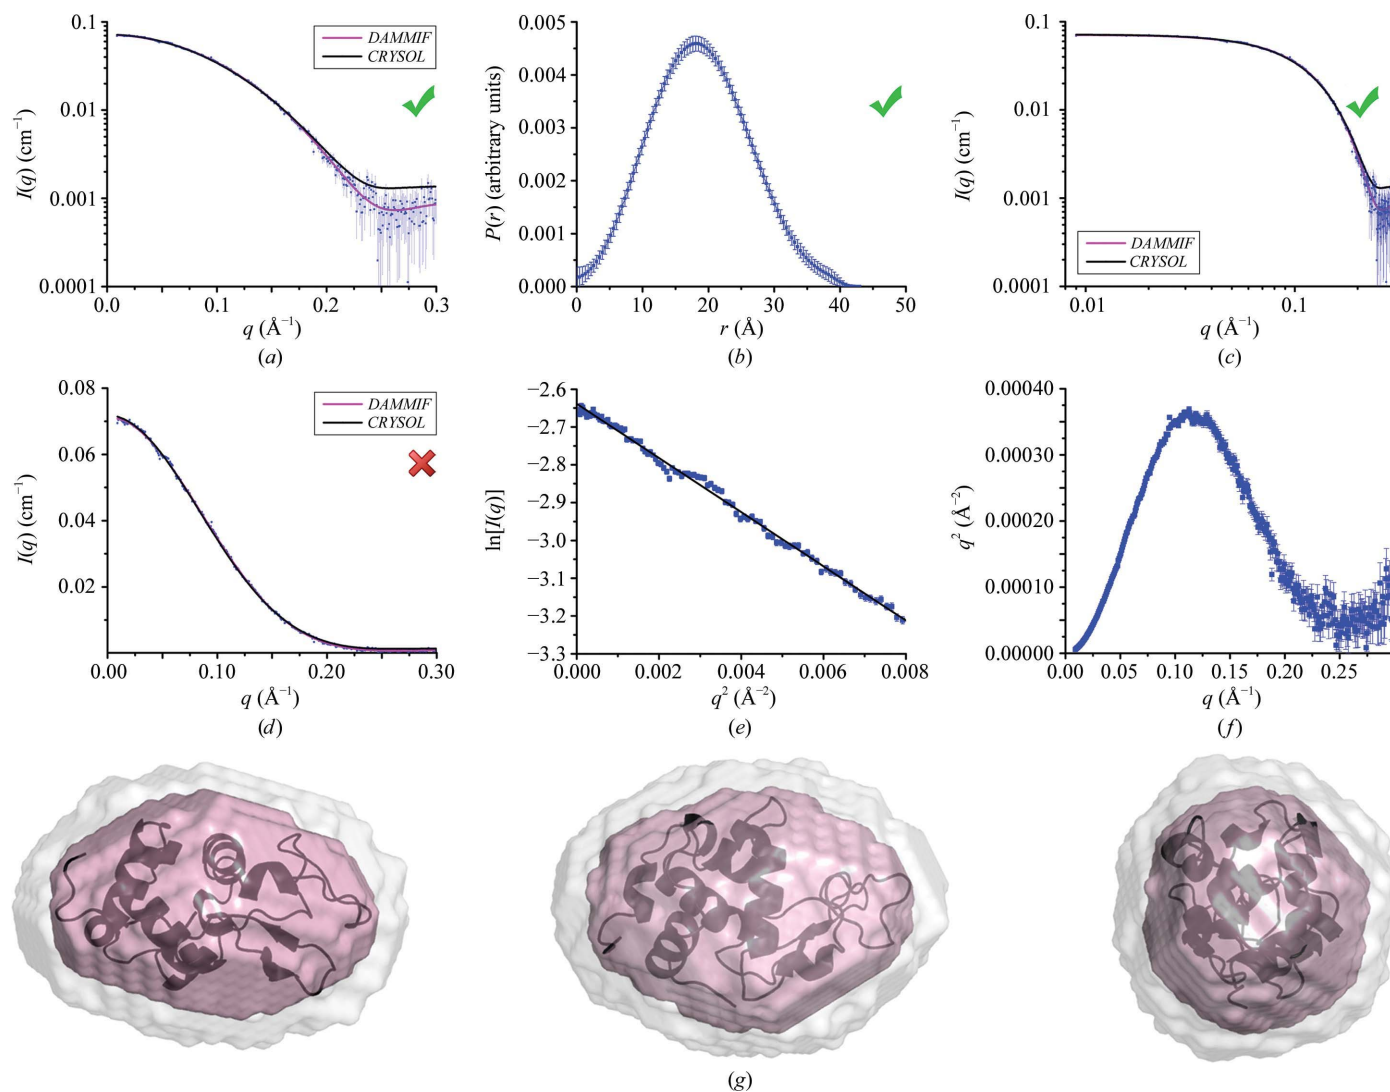 0.1
0.01
0.001
0.0001
I(q) (cm⁻¹)
DAMMIF
CRYSOL
0.0
0.1
0.2
0.3
q (Å⁻¹)
(a)
0.005
0.004
0.003
0.002
0.001
0.000
P(r) (arbitrary units)
0
10
20
30
40
50
r (Å)
(b)
0.1
0.01
0.001
0.0001
I(q) (cm⁻¹)
DAMMIF
CRYSOL
0.01
0.1
q (Å⁻¹)
(c)
0.08
0.06
0.04
0.02
I(q) (cm⁻¹)
DAMMIF
CRYSOL
0.00
0.10
0.20
0.30
q (Å⁻¹)
(d)
−2.6
−2.7
−2.8
−2.9
−3.0
−3.1
−3.2
−3.3
ln[I(q)]
0.000
0.002
0.004
0.006
0.008
q² (Å⁻²)
(e)
0.00040
0.00030
0.00020
0.00010
0.00000
q² (Å⁻²)
0.00
0.05
0.10
0.15
0.20
0.25
q (Å⁻¹)
(f)
(g)